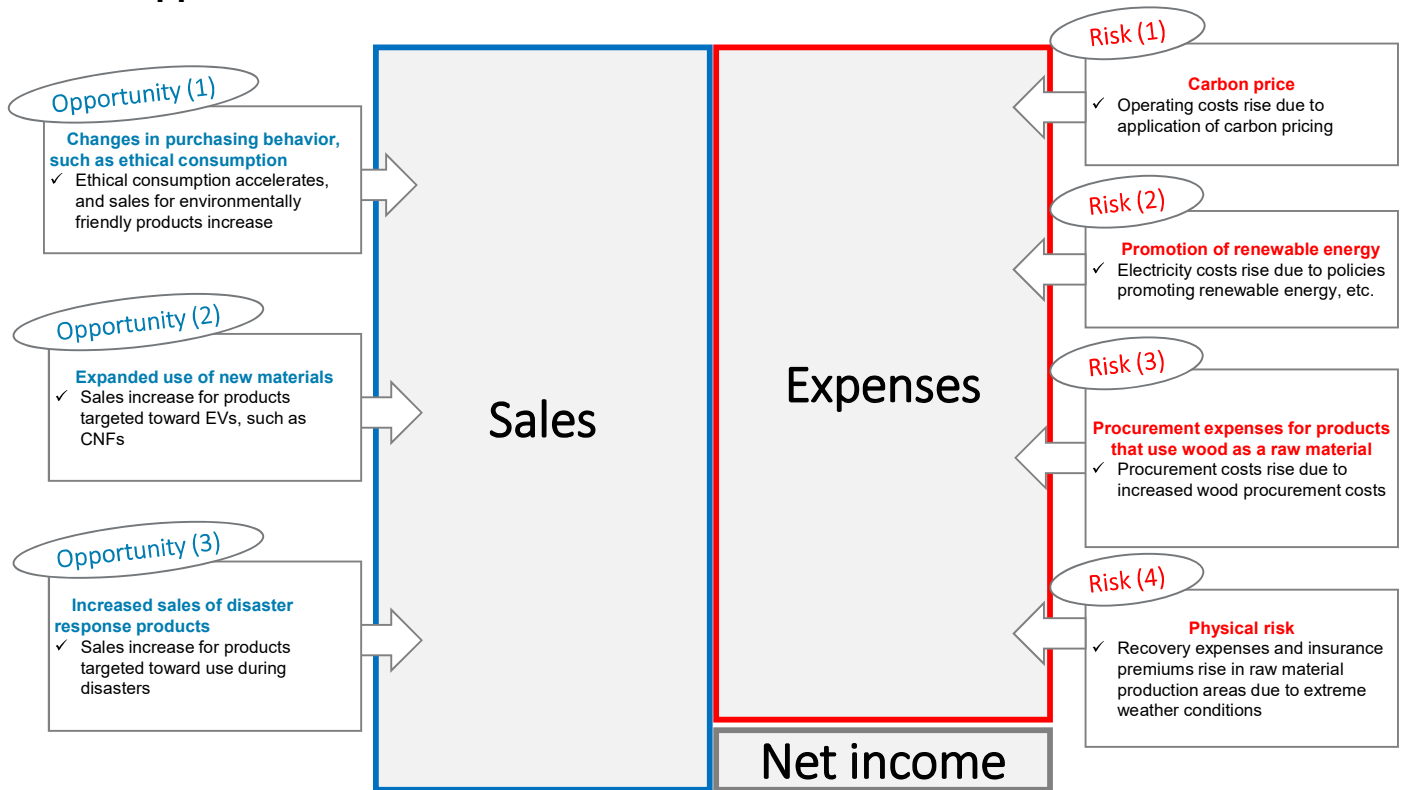 Opportunity (1)
Changes in purchasing behavior,
such as ethical consumption
✓ Ethical consumption accelerates,
and sales for environmentally
friendly products increase
Opportunity (2)
Expanded use of new materials
✓ Sales increase for products
targeted toward EVs, such as
CNFs
Opportunity (3)
Increased sales of disaster
response products
✓ Sales increase for products
targeted toward use during
disasters
Sales
Expenses
Net income
Risk (1)
Carbon price
✓ Operating costs rise due to
application of carbon pricing
Risk (2)
Promotion of renewable energy
✓ Electricity costs rise due to policies
promoting renewable energy, etc.
Risk (3)
Procurement expenses for products
that use wood as a raw material
✓ Procurement costs rise due to
increased wood procurement costs
Risk (4)
Physical risk
✓ Recovery expenses and insurance
premiums rise in raw material
production areas due to extreme
weather conditions